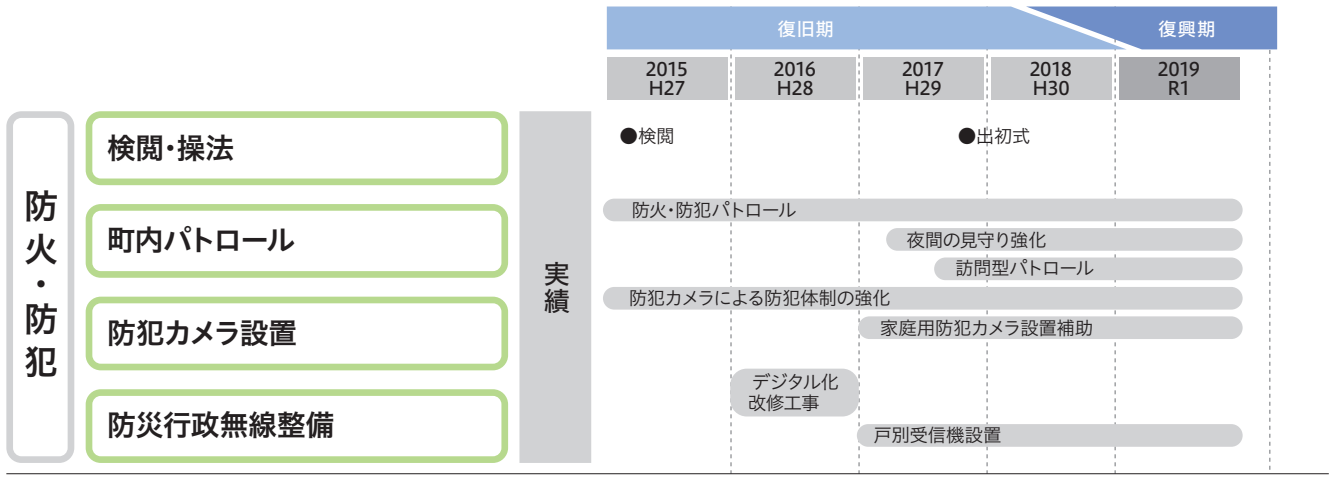 復旧期
復興期
2015
H27
2016
H28
2017
H29
2018
H30
2019
R1
防火・防犯
実績
検閲・操法
●検閲
●出初式
町内パトロール
防火・防犯パトロール
夜間の見守り強化
訪問型パトロール
防犯カメラ設置
防犯カメラによる防犯体制の強化
家庭用防犯カメラ設置補助
防災行政無線整備
デジタル化
改修工事
戸別受信機設置